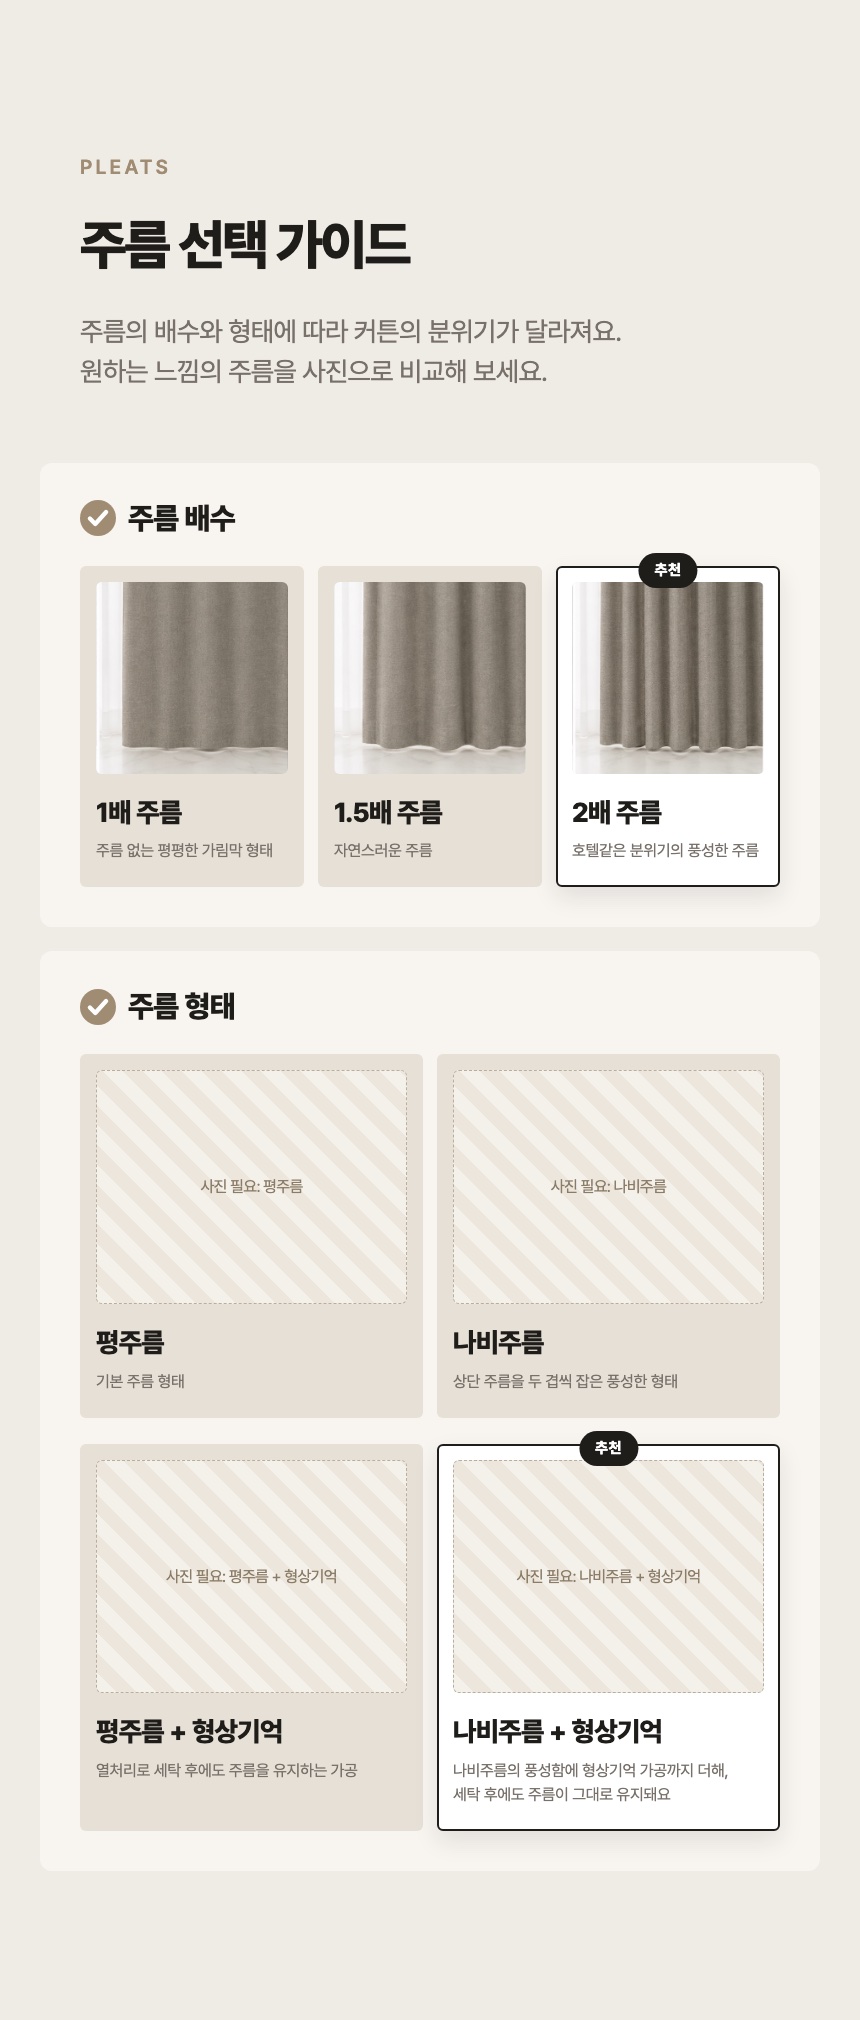 PLEATS
주름 선택 가이드
주름의 배수와 형태에 따라 커튼의 분위기가 달라져요.
원하는 느낌의 주름을 사진으로 비교해 보세요.
주름 배수
추천
1배 주름
주름 없는 평평한 가림막 형태
1.5배 주름
자연스러운 주름
2배 주름
호텔같은 분위기의 풍성한 주름
주름 형태
사진 필요: 평주름
사진 필요: 나비주름
평주름
기본 주름 형태
나비주름
상단 주름을 두 겹씩 잡은 풍성한 형태
추천
사진 필요: 평주름 + 형상기억
사진 필요: 나비주름 + 형상기억
평주름 + 형상기억
열처리로 세탁 후에도 주름을 유지하는 가공
나비주름 + 형상기억
나비주름의 풍성함에 형상기억 가공까지 더해,
세탁 후에도 주름이 그대로 유지돼요